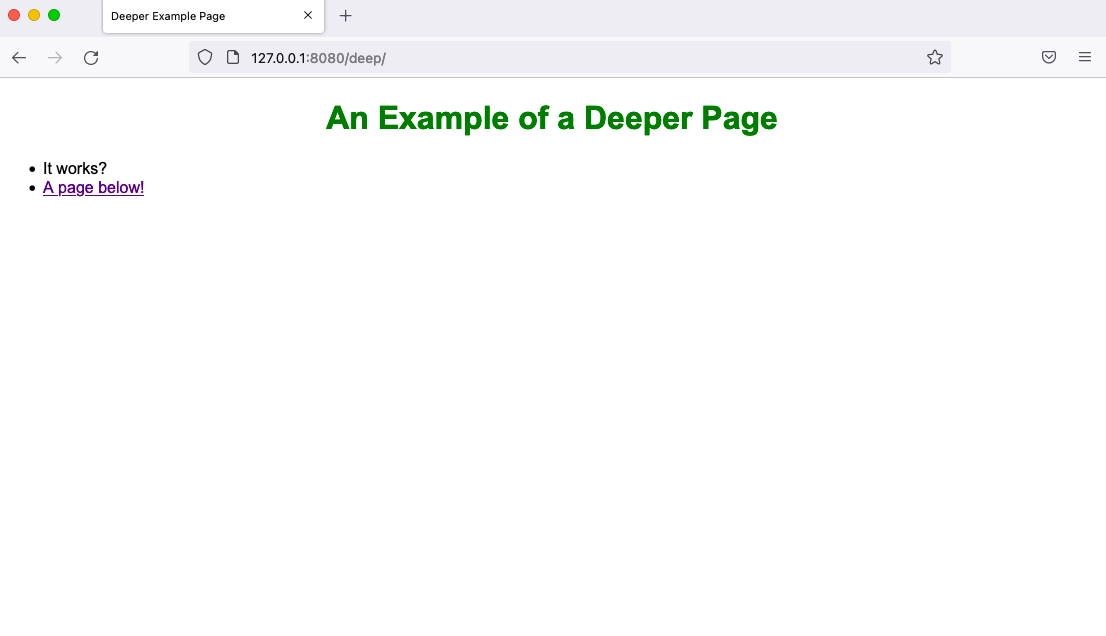 Deeper Example Page
127.0.0.1:8080/deep/
An Example of a Deeper Page
It works?
A page below!